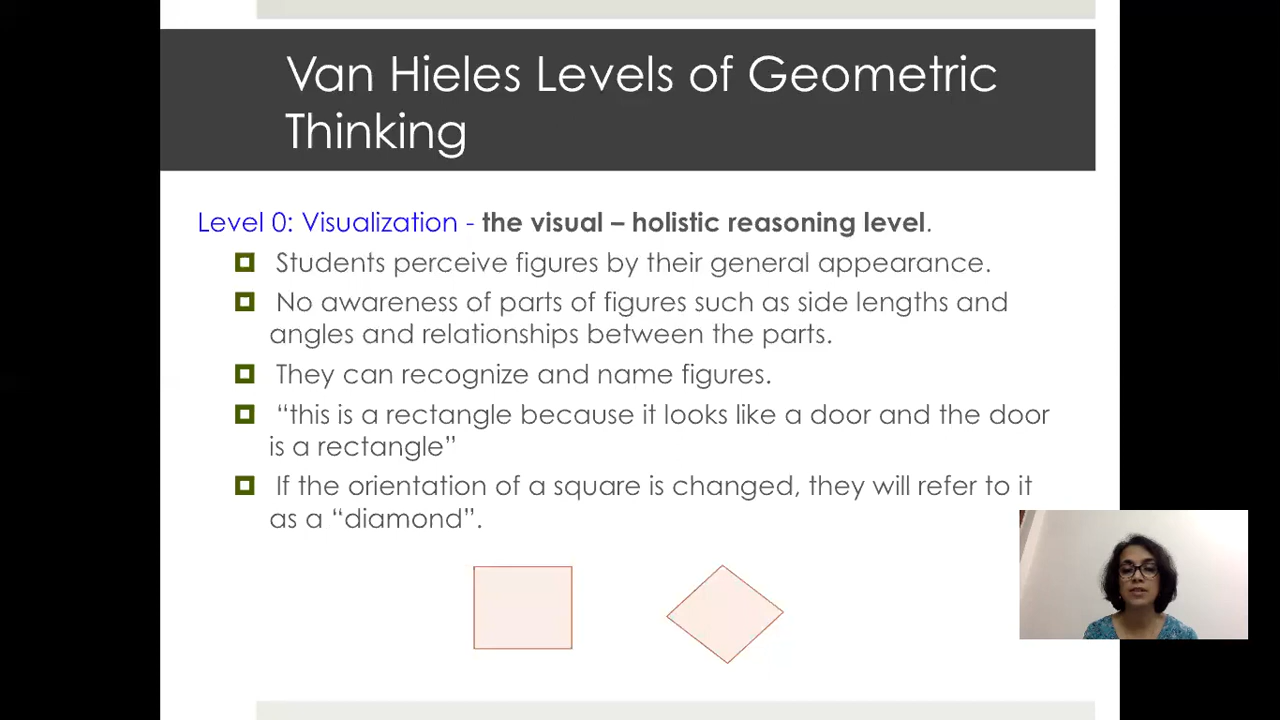 Van Hieles Levels of Geometric
Thinking
Level 0: Visualization - the visual – holistic reasoning level.
Students perceive figures by their general appearance.
No awareness of parts of figures such as side lengths and
angles and relationships between the parts.
They can recognize and name figures.
“this is a rectangle because it looks like a door and the door
is a rectangle”
If the orientation of a square is changed, they will refer to it
as a “diamond”.